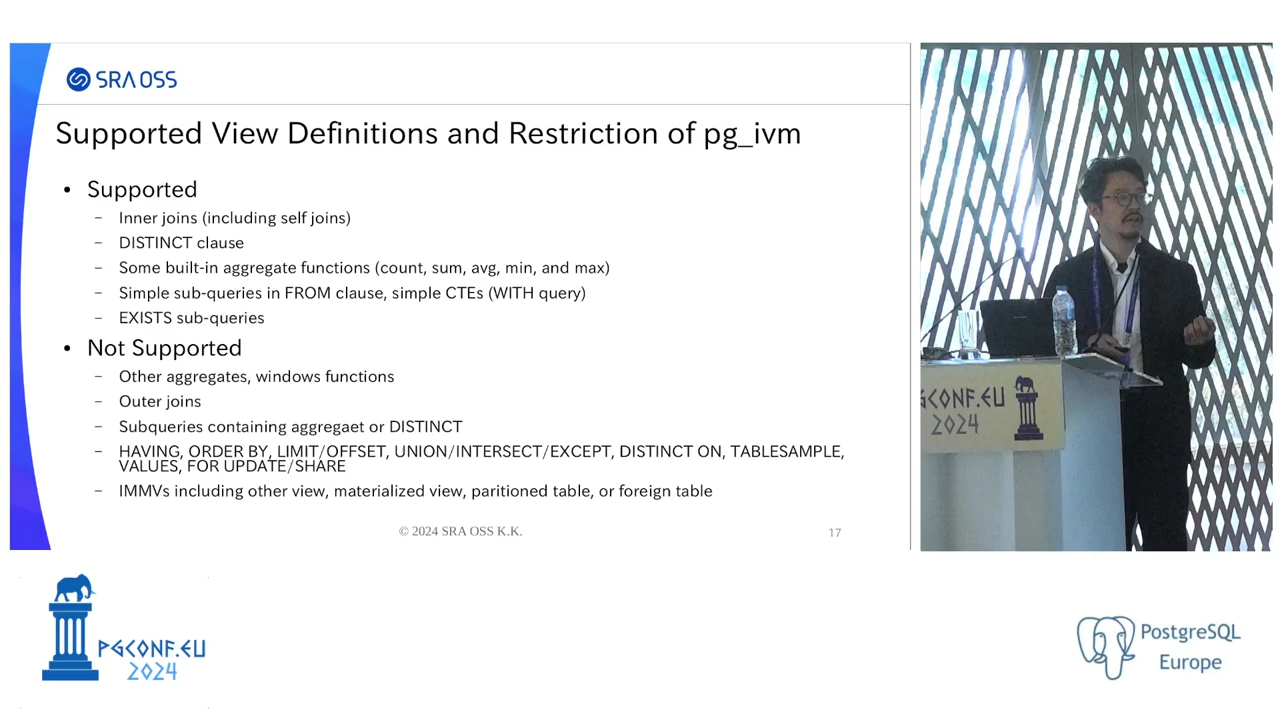 SRA OSS
Supported View Definitions and Restriction of pg_ivm
• Supported
– Inner joins (including self joins)
– DISTINCT clause
– Some built-in aggregate functions (count, sum, avg, min, and max)
– Simple sub-queries in FROM clause, simple CTEs (WITH query)
– EXISTS sub-queries
• Not Supported
– Other aggregates, windows functions
– Outer joins
– Subqueries containing aggregaet or DISTINCT
– HAVING, ORDER BY, LIMIT/OFFSET, UNION/INTERSECT/EXCEPT, DISTINCT ON, TABLESAMPLE,
VALUES, FOR UPDATE/SHARE
– IMMVs including other view, materialized view, paritioned table, or foreign table
© 2024 SRA OSS K.K.
17
GCONF.EU
2024
PGCONF.EU
2024
PostgreSQL
Europe